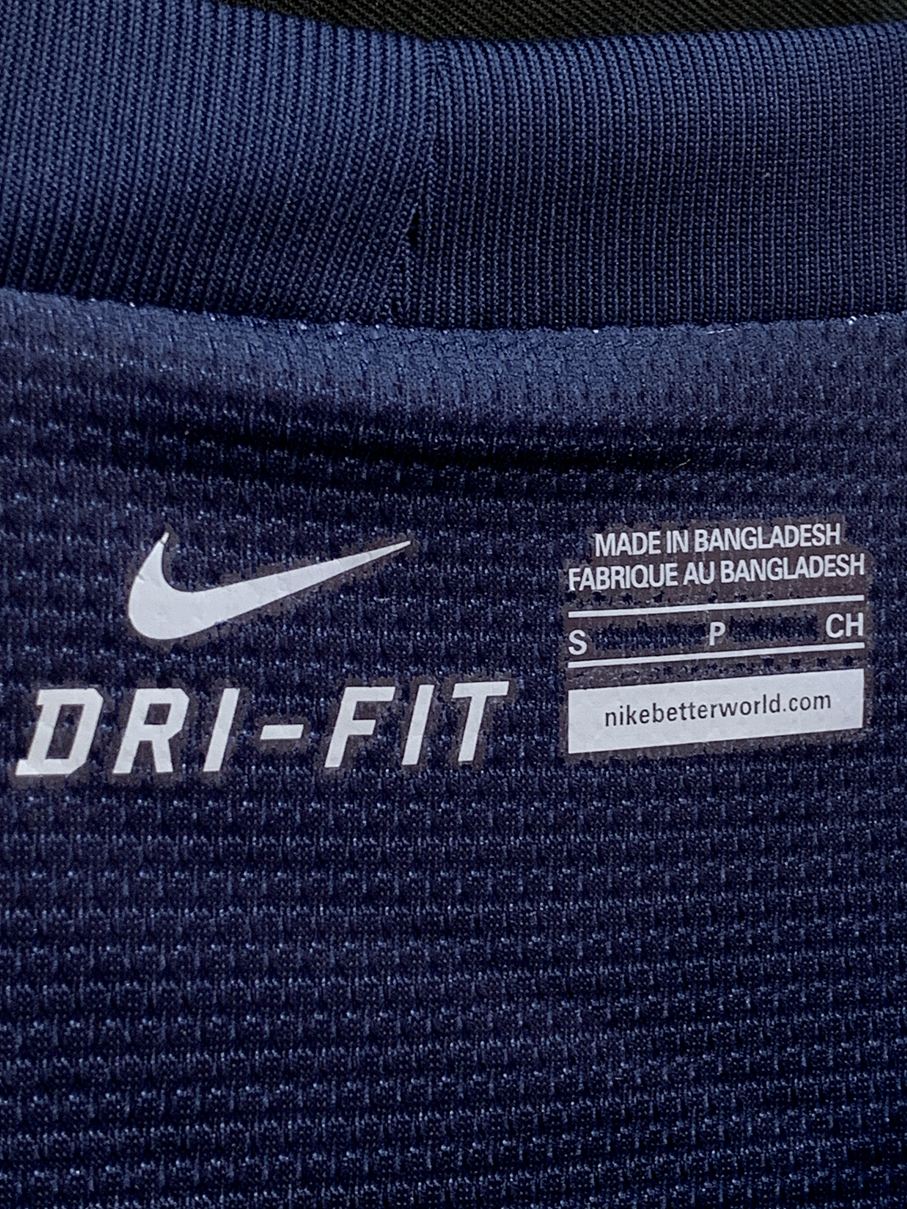 DRI-FIT
MADE IN BANGLADESH
FABRIQUE AU BANGLADESH
S P CH
nikebetterworld.com